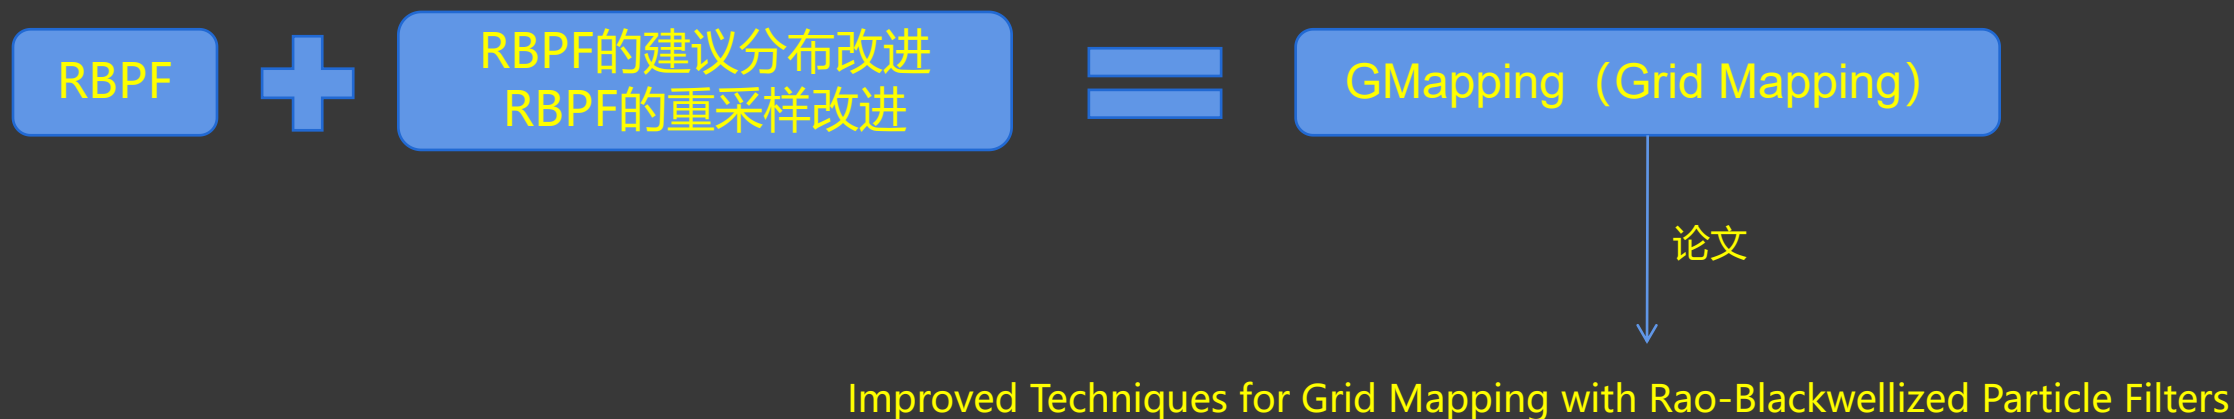 RBPF
RBPF的建议分布改进
RBPF的重采样改进
GMapping（Grid Mapping）
论文
Improved Techniques for Grid Mapping with Rao-Blackwellized Particle Filters